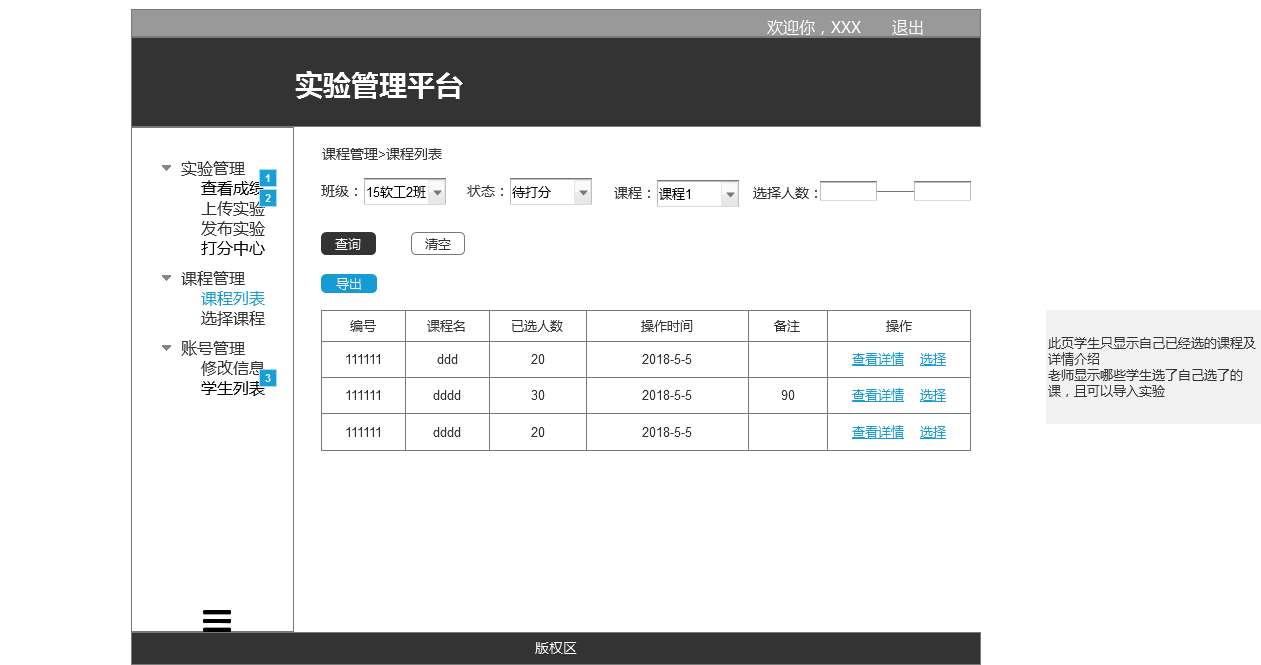 欢迎你，XXX 退出
实验管理平台
实验管理
查看成绩 1
上传实验 2
发布实验
打分中心
课程管理
课程列表
选择课程
账号管理
修改信息
学生列表 3
课程管理>课程列表
班级： 15软工2班 状态： 待打分 课程： 课程1 选择人数：
查询 清空
导出
编号 课程名 已选人数 操作时间 备注 操作
111111 ddd 20 2018-5-5 查看详情 选择
111111 dddd 30 2018-5-5 90 查看详情 选择
111111 dddd 20 2018-5-5 查看详情 选择
此页学生只显示自己已经选的课程及
详情介绍
老师显示哪些学生选了自己选了的
课，且可以导入实验
版权区